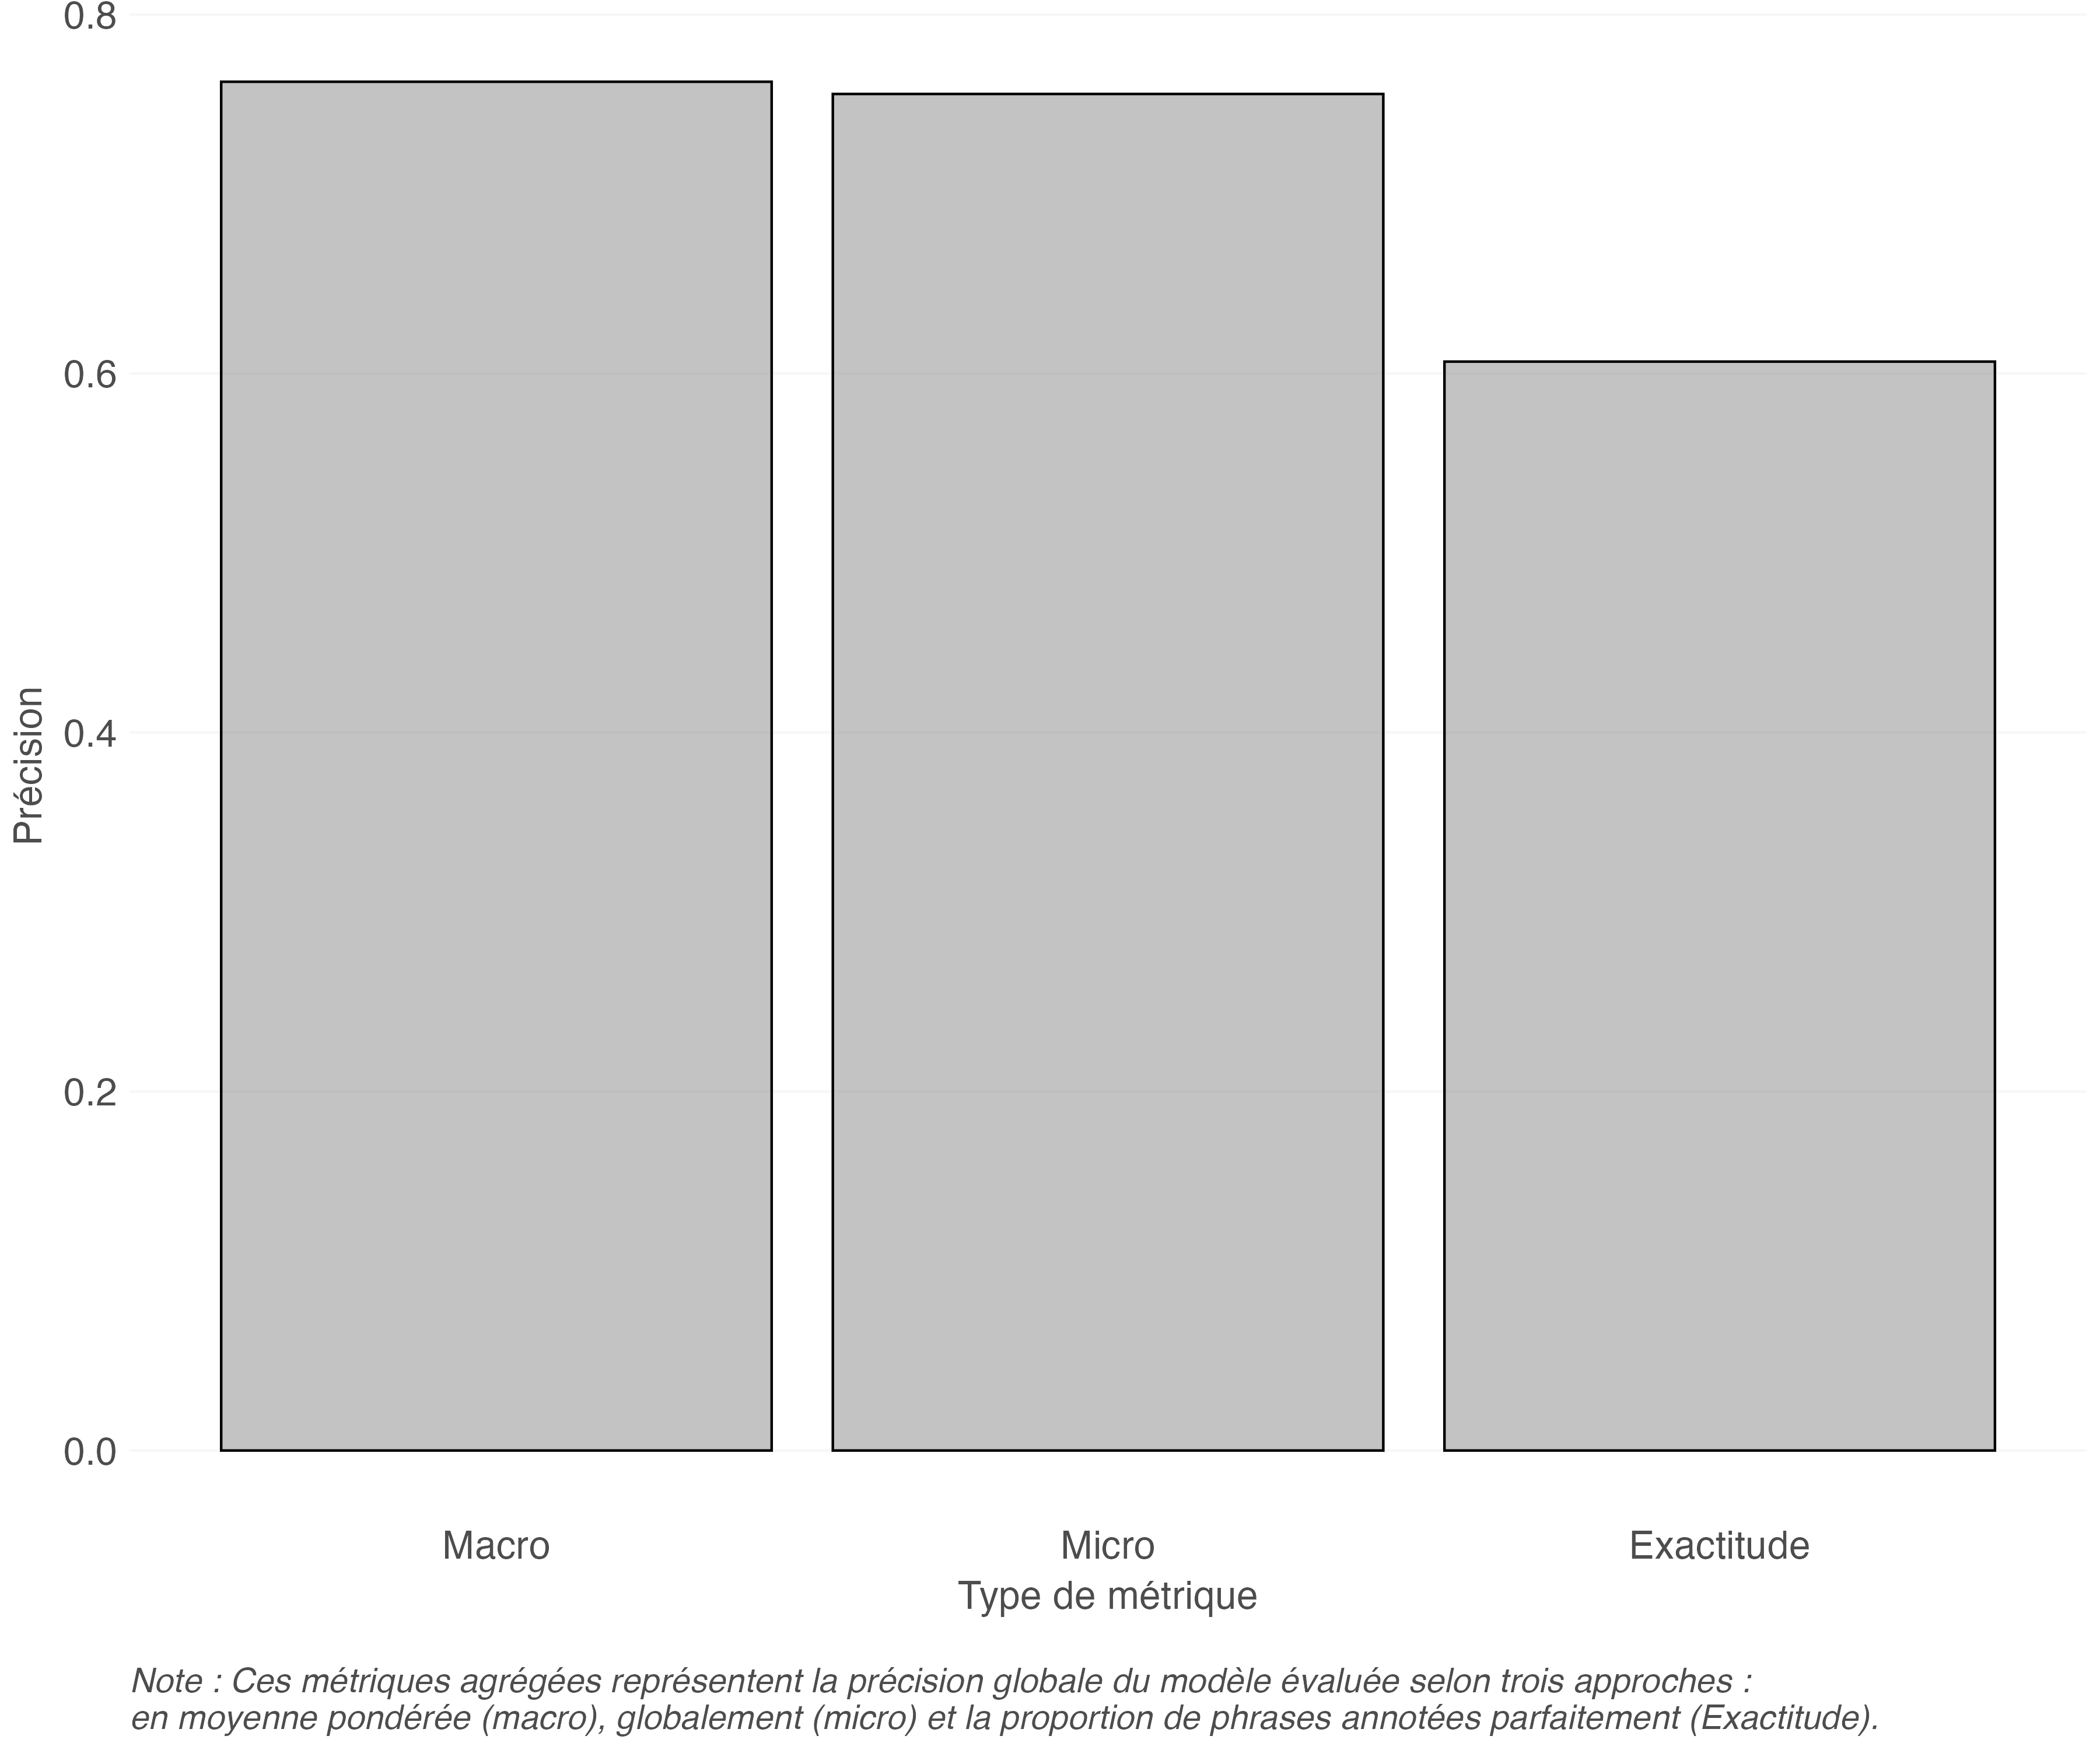 0.8
0.6
0.4
0.2
0.0
Précision
Macro
Micro
Exactitude
Type de métrique
Note : Ces métriques agrégées représentent la précision globale du modèle évaluée selon trois approches :
en moyenne pondérée (macro), globalement (micro) et la proportion de phrases annotées parfaitement (Exactitude).